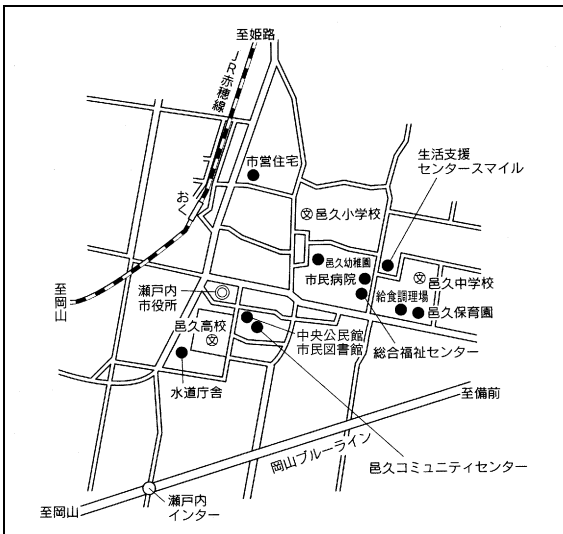 至姫路
JR赤穂線
生活支援
センタースマイル
市営住宅
おく
文
邑久小学校
邑久幼稚園
市民病院
文
邑久中学校
至岡山
瀬戸内
市役所
給食調理場
邑久保育園
邑久高校
文
中央公民館
市民図書館
総合福祉センター
水道庁舎
至備前
岡山ブルーライン
邑久コミュニティセンター
瀬戸内
インター
至岡山